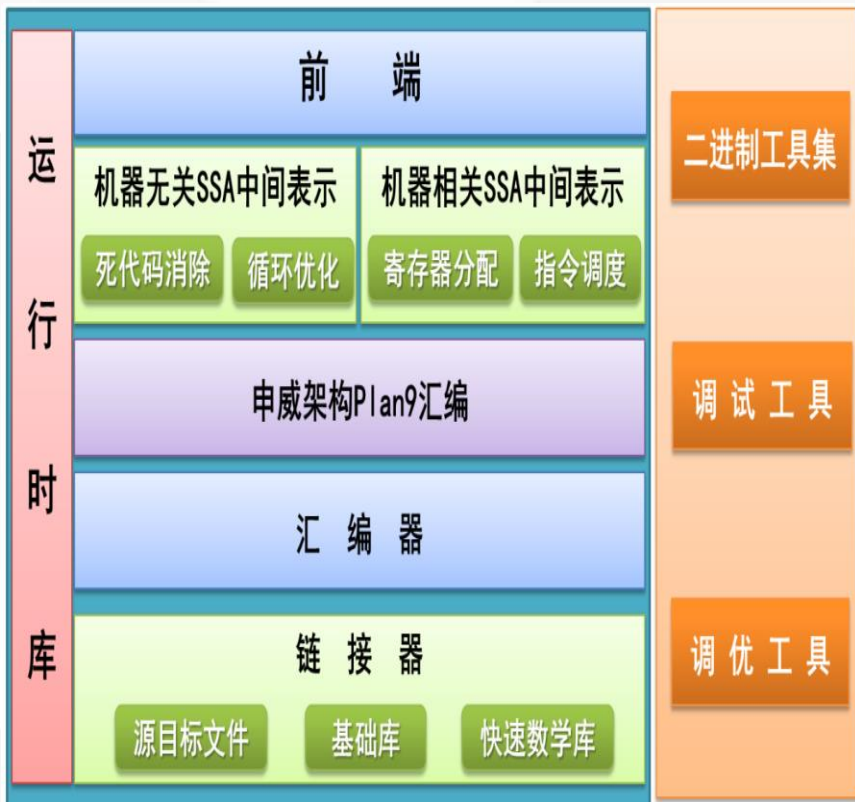 运行时库
前 端
机器无关SSA中间表示
死代码消除
循环优化
机器相关SSA中间表示
寄存器分配
指令调度
申威架构Plan9汇编
汇 编 器
链 接 器
源目标文件
基础库
快速数学库
二进制工具集
调 试 工 具
调 优 工 具